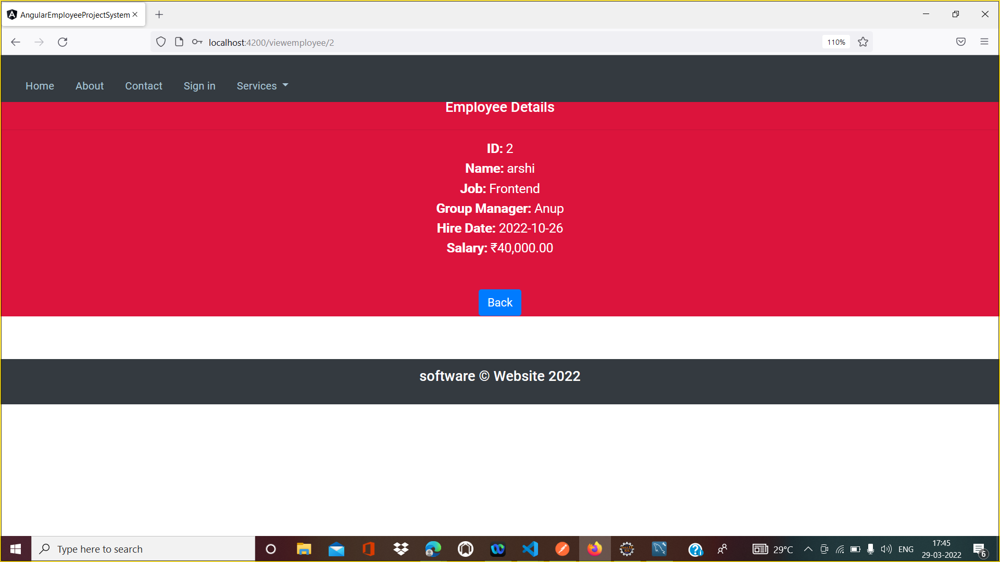 AngularEmployeeProjectSystem
localhost:4200/viewemployee/2
110%
Home About Contact Sign in Services
Employee Details
ID: 2
Name: arshi
Job: Frontend
Group Manager: Anup
Hire Date: 2022-10-26
Salary: ₹40,000.00
Back
software © Website 2022
Type here to search
29°C
ENG
17:45
29-03-2022
6